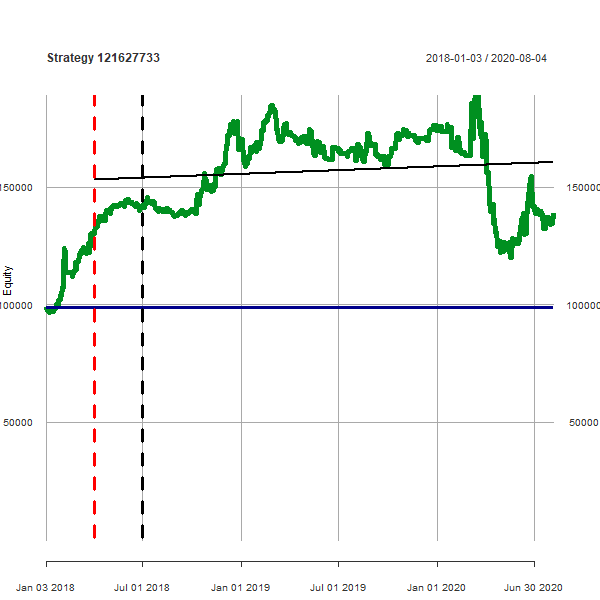 Strategy 121627733
2018-01-03 / 2020-08-04
150000
150000
Equity
100000
100000
50000
50000
Jan 03 2018
Jul 01 2018
Jan 01 2019
Jul 01 2019
Jan 01 2020
Jun 30 2020